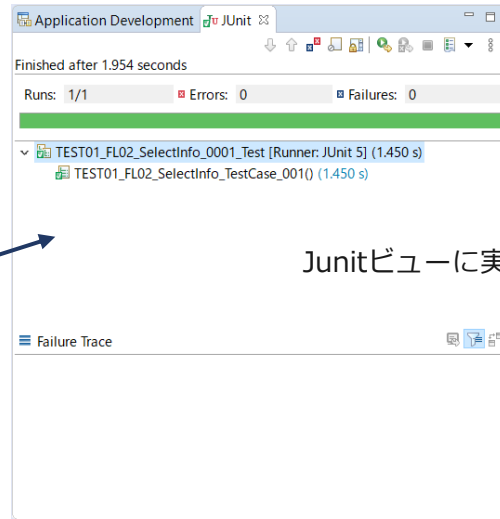 Application Development JUnit
Finished after 1.954 seconds
Runs: 1/1 Errors: 0 Failures: 0
TEST01_FL02_SelectInfo_0001_Test [Runner: JUnit 5] (1.450 s)
TEST01_FL02_SelectInfo_TestCase_001() (1.450 s)
Junitビューに実
Failure Trace